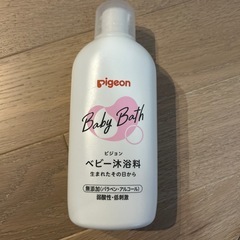 Pigeon
Baby Bath
ピジョン
ベビー沐浴料
生まれたその日から
無添加(パラベン・アルコール)
弱酸性・低刺激